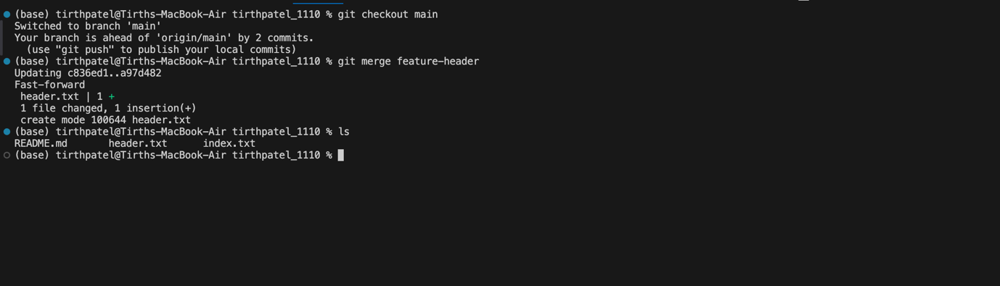 (base) tirthpatel@Tirths-MacBook-Air tirthpatel_1110 % git checkout main
Switched to branch 'main'
Your branch is ahead of 'origin/main' by 2 commits.
  (use "git push" to publish your local commits)
(base) tirthpatel@Tirths-MacBook-Air tirthpatel_1110 % git merge feature-header
Updating c836ed1..a97d482
Fast-forward
 header.txt | 1 +
 1 file changed, 1 insertion(+)
 create mode 100644 header.txt
(base) tirthpatel@Tirths-MacBook-Air tirthpatel_1110 % ls
README.md       header.txt      index.txt
(base) tirthpatel@Tirths-MacBook-Air tirthpatel_1110 %